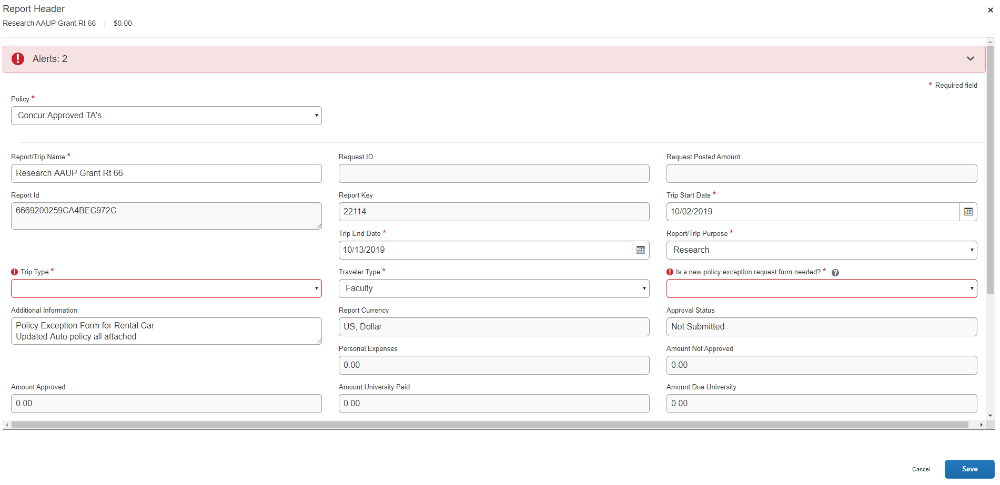 Report Header
Research AAUP Grant Rt 66 | $0.00
Alerts: 2
* Required field
Policy *
Concur Approved TA's
Report/Trip Name *
Request ID
Request Posted Amount
Research AAUP Grant Rt 66
Report Id
Report Key
Trip Start Date *
6669200259CA4BEC972C
22114
10/02/2019
Trip End Date *
Report/Trip Purpose *
10/13/2019
Research
Trip Type *
Traveler Type *
Is a new policy exception request form needed? *
Faculty
Additional Information
Report Currency
Approval Status
Policy Exception Form for Rental Car
Updated Auto policy all attached
US, Dollar
Not Submitted
Personal Expenses
Amount Not Approved
0.00
0.00
Amount Approved
Amount University Paid
Amount Due University
0.00
0.00
0.00
Cancel
Save